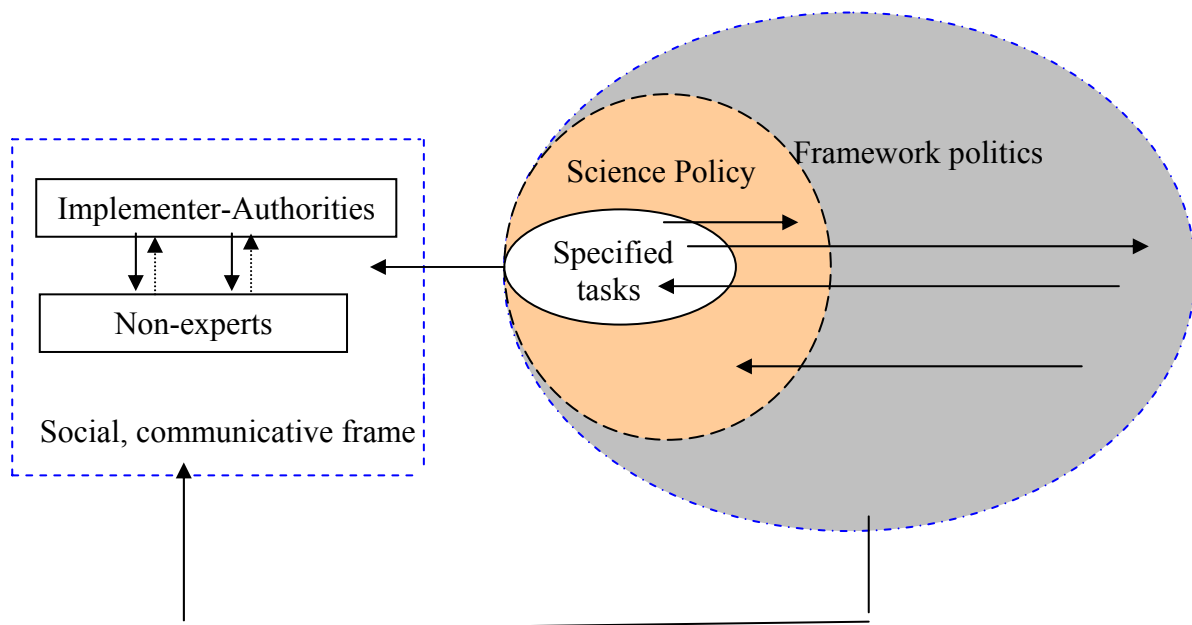 Implementer-Authorities
Non-experts
Social, communicative frame
Science Policy
Framework politics
Specified
tasks